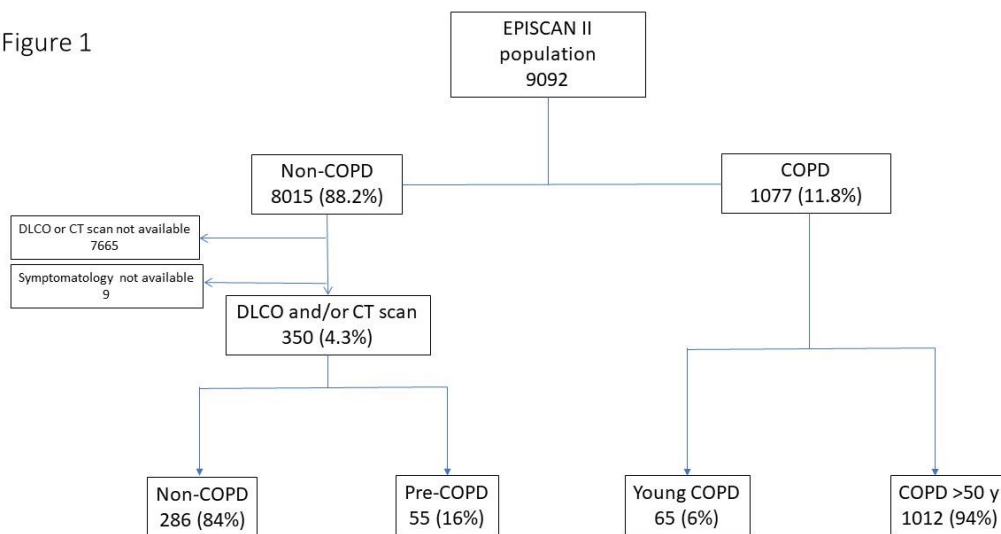 Figure 1
EPISCAN II
population
9092
Non-COPD
8015 (88.2%)
COPD
1077 (11.8%)
DLCO or CT scan not available
7665
Symptomatology not available
9
DLCO and/or CT scan
350 (4.3%)
Non-COPD
286 (84%)
Pre-COPD
55 (16%)
Young COPD
65 (6%)
COPD >50 y
1012 (94%)